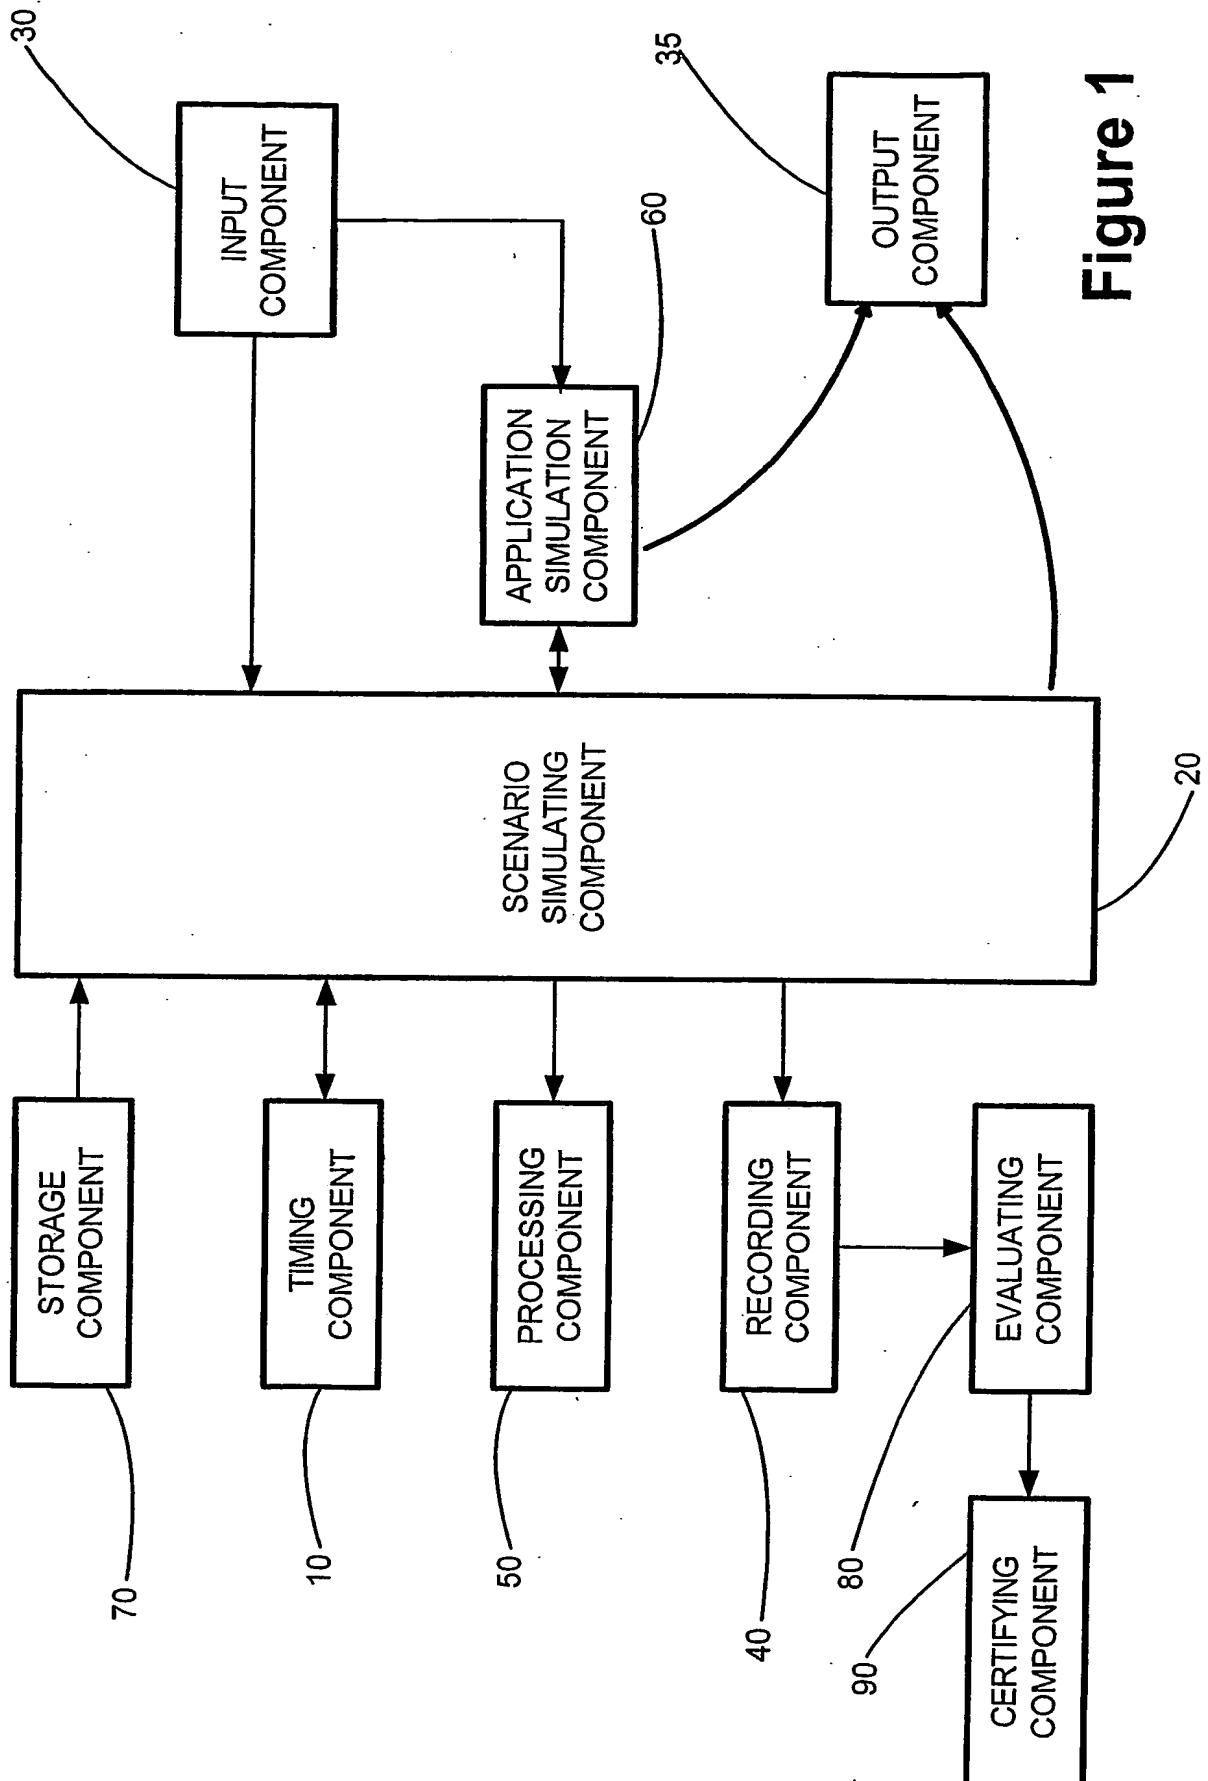 70
STORAGE
COMPONENT
10
TIMING
COMPONENT
50
PROCESSING
COMPONENT
40
RECORDING
COMPONENT
80
EVALUATING
COMPONENT
90
CERTIFYING
COMPONENT
SCENARIO
SIMULATING
COMPONENT
20
30
INPUT
COMPONENT
APPLICATION
SIMULATION
COMPONENT
60
35
OUTPUT
COMPONENT
Figure 1